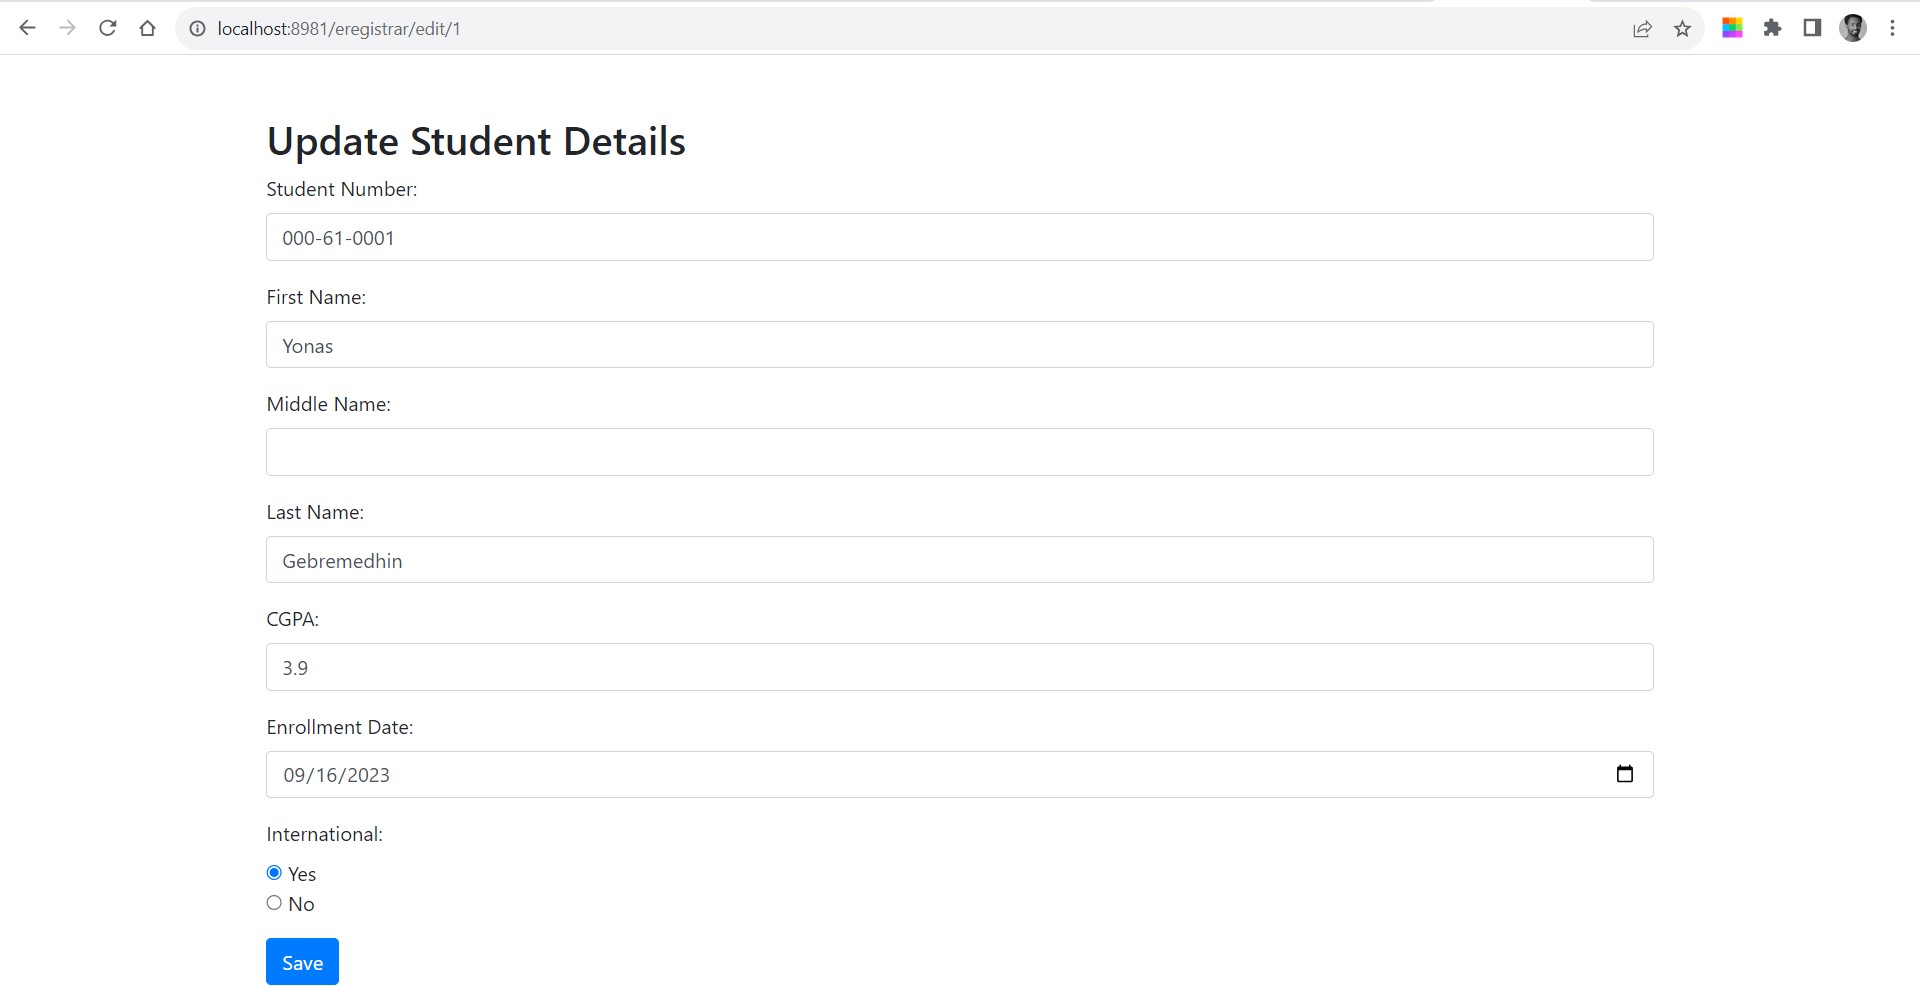 localhost:8981/eregistrar/edit/1
Update Student Details
Student Number:
000-61-0001
First Name:
Yonas
Middle Name:
Last Name:
Gebremedhin
CGPA:
3.9
Enrollment Date:
09/16/2023
International:
Yes
No
Save